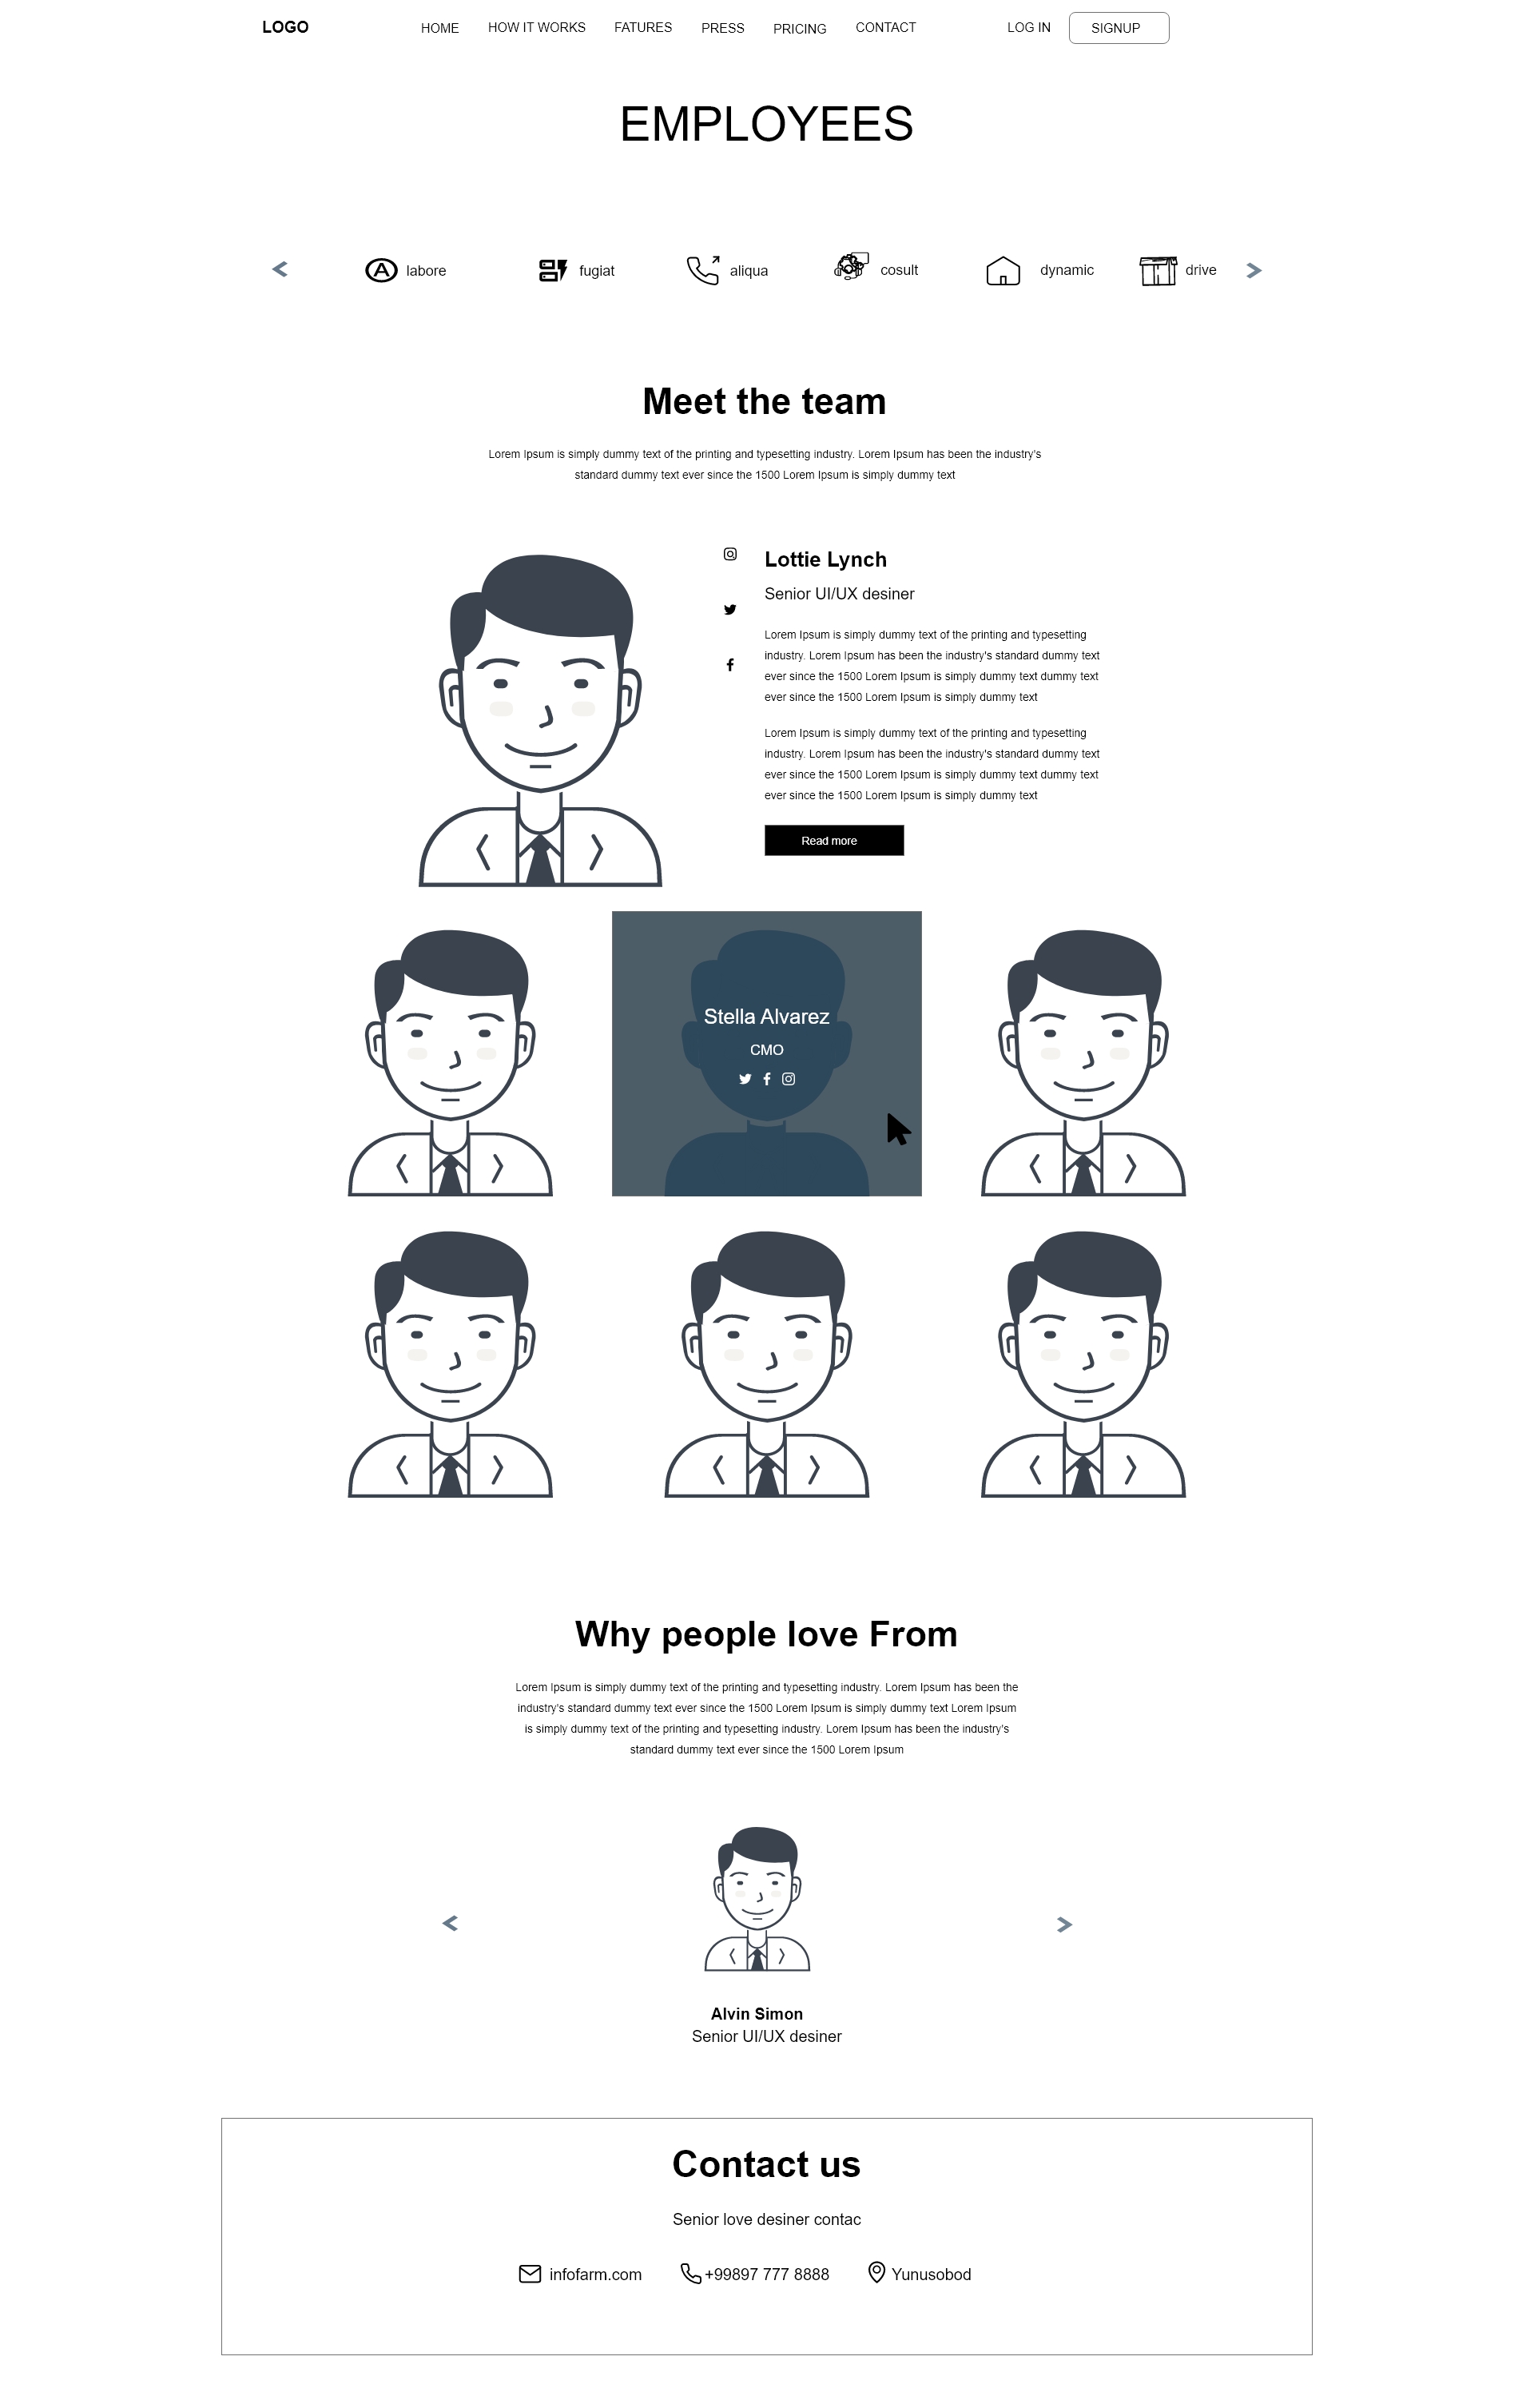 LOGO
HOME
HOW IT WORKS
FATURES
PRESS
PRICING
CONTACT
LOG IN
SIGNUP
EMPLOYEES
labore
fugiat
aliqua
cosult
dynamic
drive
Meet the team
Lorem Ipsum is simply dummy text of the printing and typesetting industry. Lorem Ipsum has been the industry's
standard dummy text ever since the 1500 Lorem Ipsum is simply dummy text
Lottie Lynch
Senior UI/UX desiner
Lorem Ipsum is simply dummy text of the printing and typesetting
industry. Lorem Ipsum has been the industry's standard dummy text
ever since the 1500 Lorem Ipsum is simply dummy text dummy text
ever since the 1500 Lorem Ipsum is simply dummy text
Lorem Ipsum is simply dummy text of the printing and typesetting
industry. Lorem Ipsum has been the industry's standard dummy text
ever since the 1500 Lorem Ipsum is simply dummy text dummy text
ever since the 1500 Lorem Ipsum is simply dummy text
Read more
Stella Alvarez
CMO
Why people love From
Lorem Ipsum is simply dummy text of the printing and typesetting industry. Lorem Ipsum has been the
industry's standard dummy text ever since the 1500 Lorem Ipsum is simply dummy text Lorem Ipsum
is simply dummy text of the printing and typesetting industry. Lorem Ipsum has been the industry's
standard dummy text ever since the 1500 Lorem Ipsum
Alvin Simon
Senior UI/UX desiner
Contact us
Senior love desiner contac
infofarm.com
+99897 777 8888
Yunusobod